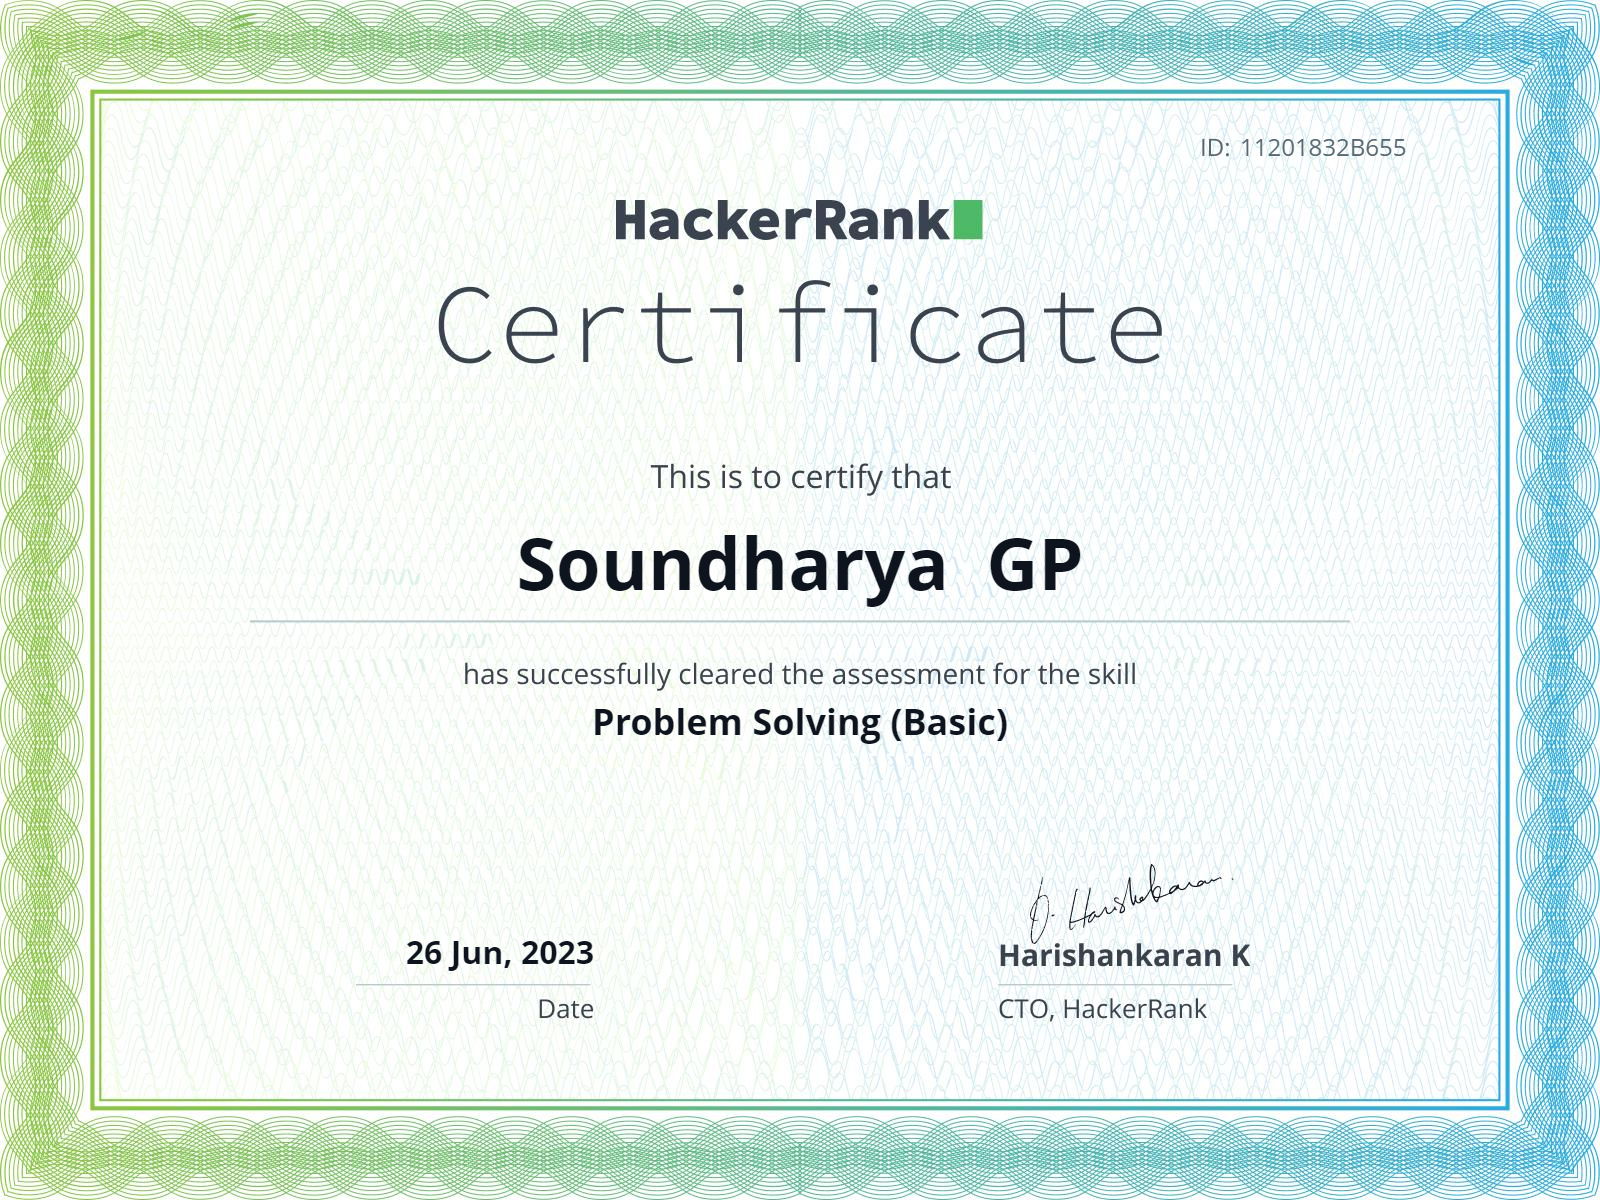 ID: 11201832B655
HackerRank
Certificate
This is to certify that
Soundharya GP
has successfully cleared the assessment for the skill
Problem Solving (Basic)
26 Jun, 2023
Date
Harishankaran K
CTO, HackerRank